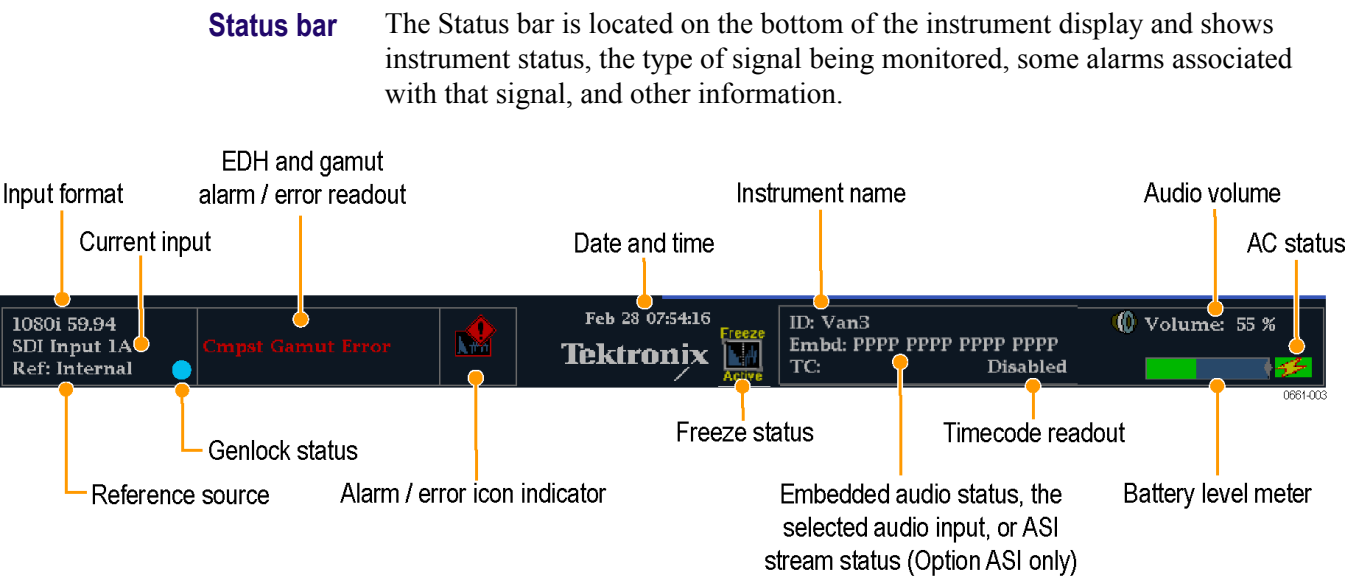 Status bar
The Status bar is located on the bottom of the instrument display and shows
instrument status, the type of signal being monitored, some alarms associated
with that signal, and other information.
EDH and gamut
alarm / error readout
Input format
Current input
Date and time
Instrument name
Audio volume
AC status
1080i 59.94
SDI Input 1A
Ref: Internal
Cmpst Gamut Error
Feb 28 07:54:16
Tektronix
Freeze
Active
ID: Van3
Embd: PPPP PPPP PPPP PPPP
TC: Disabled
Volume: 55 %
0661-003
Genlock status
Reference source
Alarm / error icon indicator
Freeze status
Timecode readout
Embedded audio status, the
selected audio input, or ASI
stream status (Option ASI only)
Battery level meter